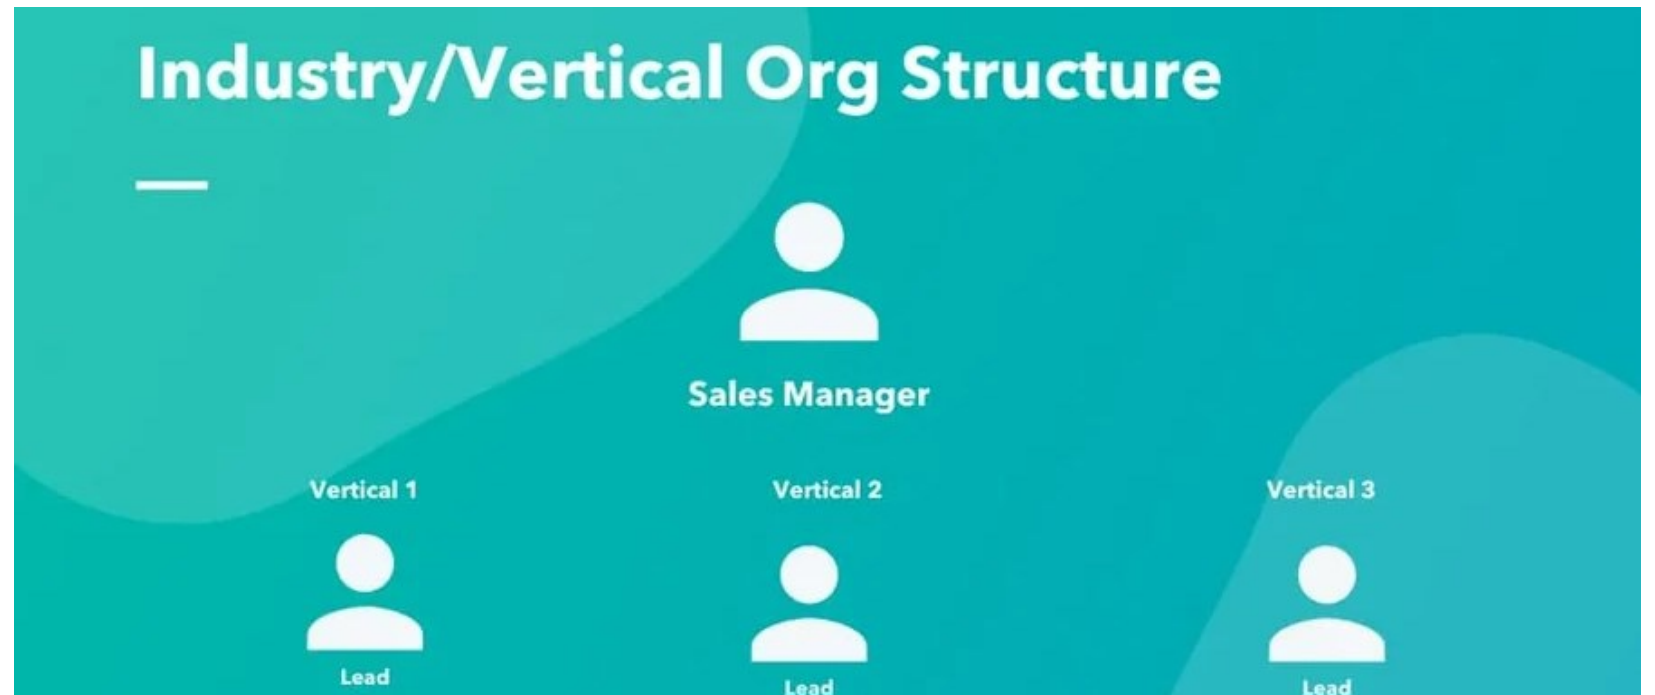 Industry/Vertical Org Structure
Sales Manager
Vertical 1 Vertical 2 Vertical 3
Lead Lead Lead